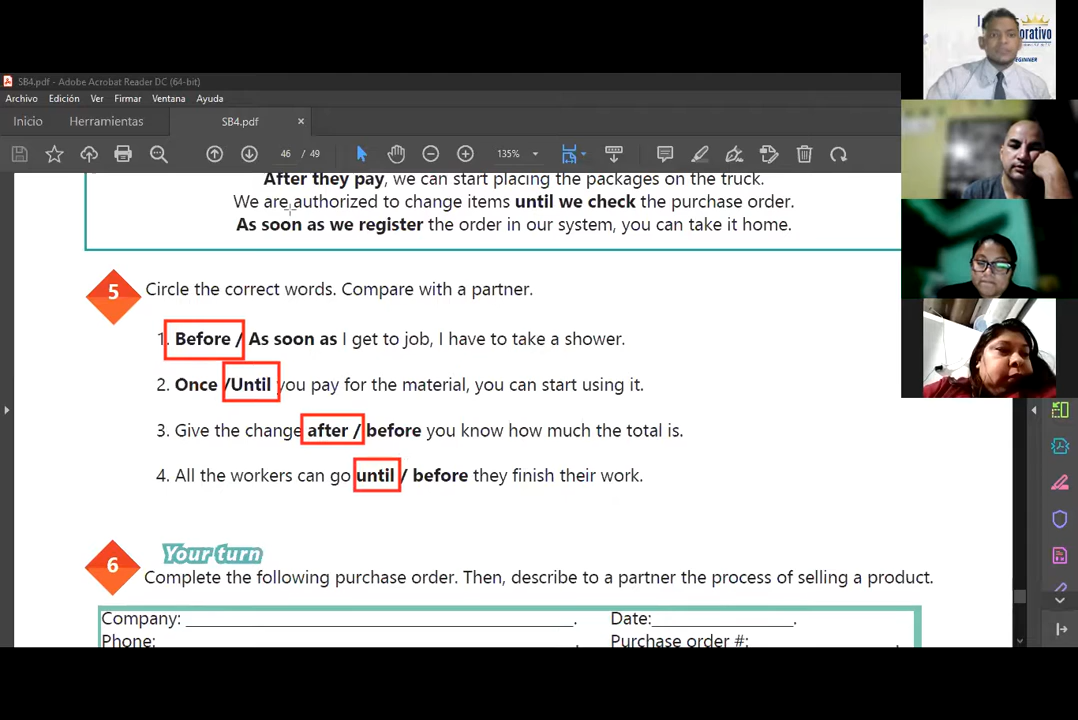 orativo
EGINNER
SB4.pdf - Adobe Acrobat Reader DC (64-bit)
Archivo Edición Ver Firmar Ventana Ayuda
Inicio Herramientas SB4.pdf ×
46 / 49 135%
After they pay, we can start placing the packages on the truck.
We are authorized to change items until we check the purchase order.
As soon as we register the order in our system, you can take it home.
5 Circle the correct words. Compare with a partner.
1. Before / As soon as I get to job, I have to take a shower.
2. Once /Until you pay for the material, you can start using it.
3. Give the change after / before you know how much the total is.
4. All the workers can go until / before they finish their work.
6 Your turn
Complete the following purchase order. Then, describe to a partner the process of selling a product.
Company: ______________________________________________. Date:________________.
Phone: . Purchase order #: .